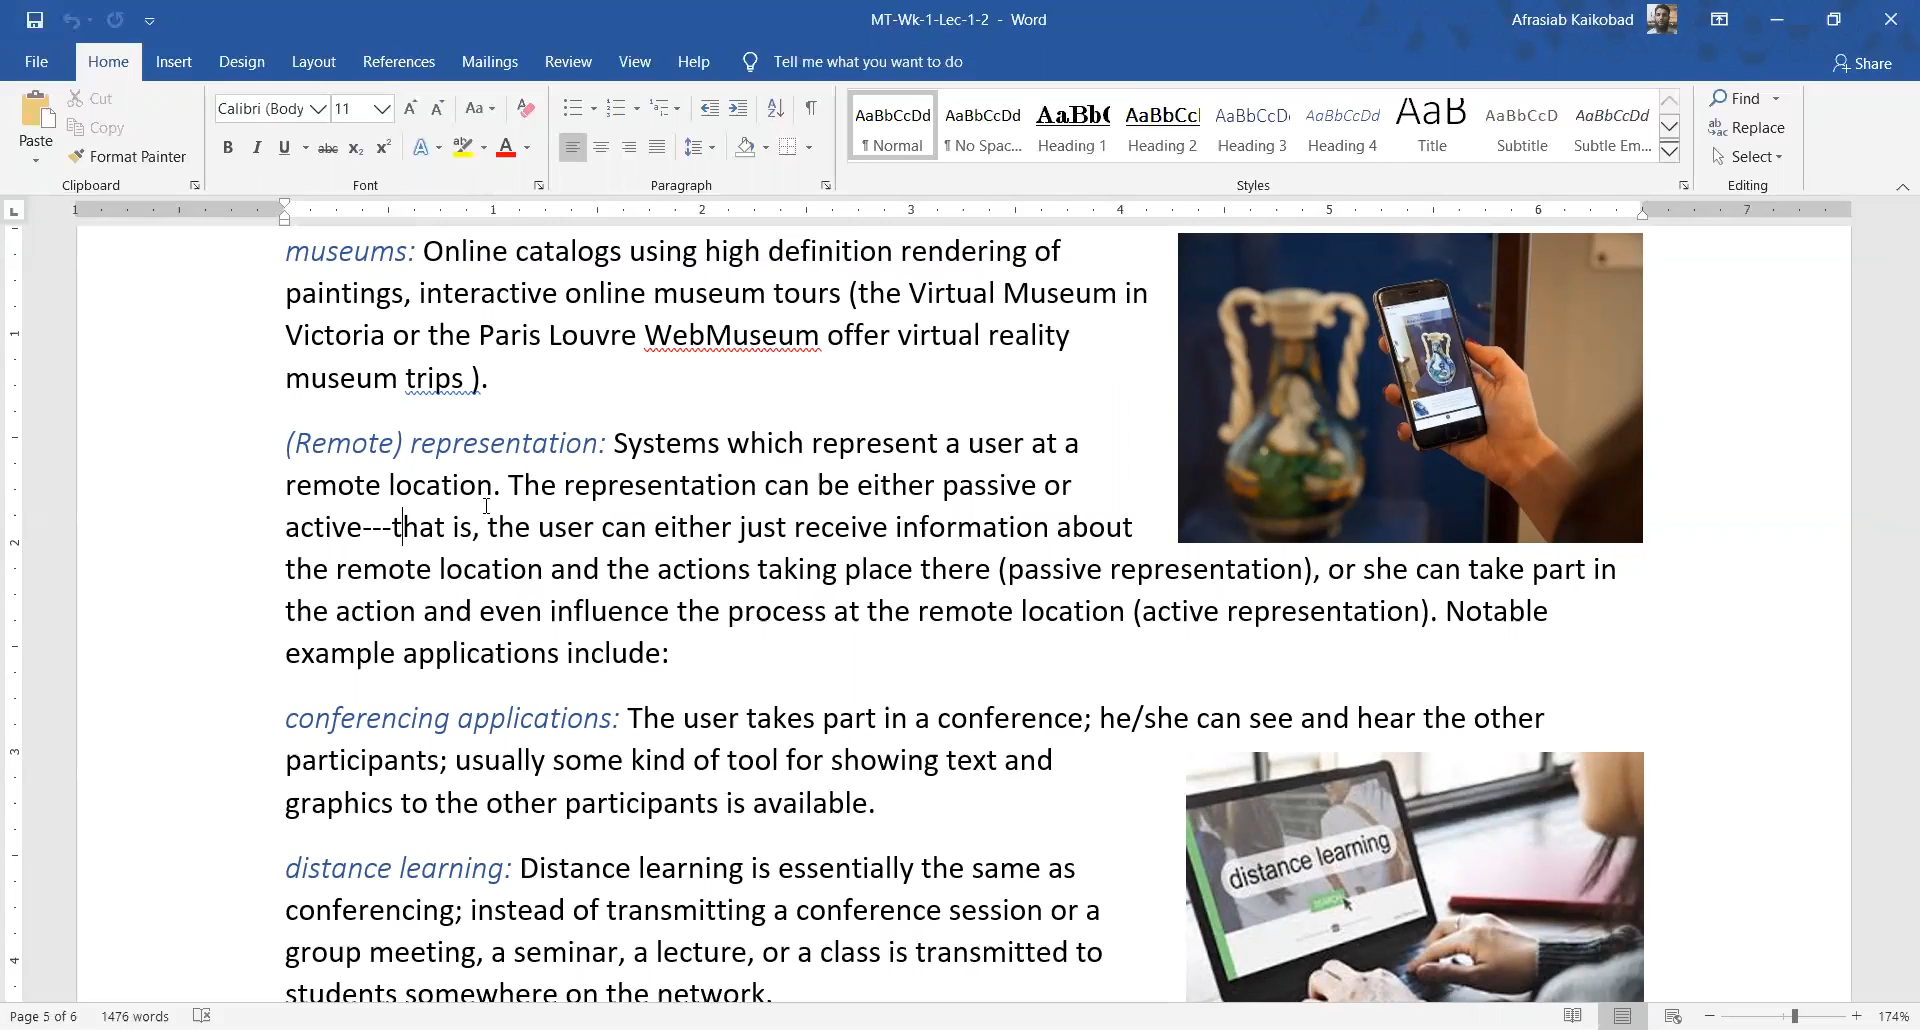 MT-Wk-1-Lec-1-2 - Word
Afrasiab Kaikobad
File Home Insert Design Layout References Mailings Review View Help Tell me what you want to do Share
Paste
Cut
Copy
Format Painter
Clipboard
Calibri (Body 11
Font
Paragraph
AaBbCcDd AaBbCcDd AaBb( AaBbCc AaBbCcD AaBbCcDd AaB AaBbCcD AaBbCcDd
¶ Normal ¶ No Spac... Heading 1 Heading 2 Heading 3 Heading 4 Title Subtitle Subtle Em...
Styles
Find
Replace
Select
Editing
1 1 2 3 4 5 6 7
museums: Online catalogs using high definition rendering of
paintings, interactive online museum tours (the Virtual Museum in
Victoria or the Paris Louvre WebMuseum offer virtual reality
museum trips ).
(Remote) representation: Systems which represent a user at a
remote location. The representation can be either passive or
active---that is, the user can either just receive information about
the remote location and the actions taking place there (passive representation), or she can take part in
the action and even influence the process at the remote location (active representation). Notable
example applications include:
conferencing applications: The user takes part in a conference; he/she can see and hear the other
participants; usually some kind of tool for showing text and
graphics to the other participants is available.
distance learning
distance learning: Distance learning is essentially the same as
conferencing; instead of transmitting a conference session or a
group meeting, a seminar, a lecture, or a class is transmitted to
students somewhere on the network.
Page 5 of 6 1476 words 174%